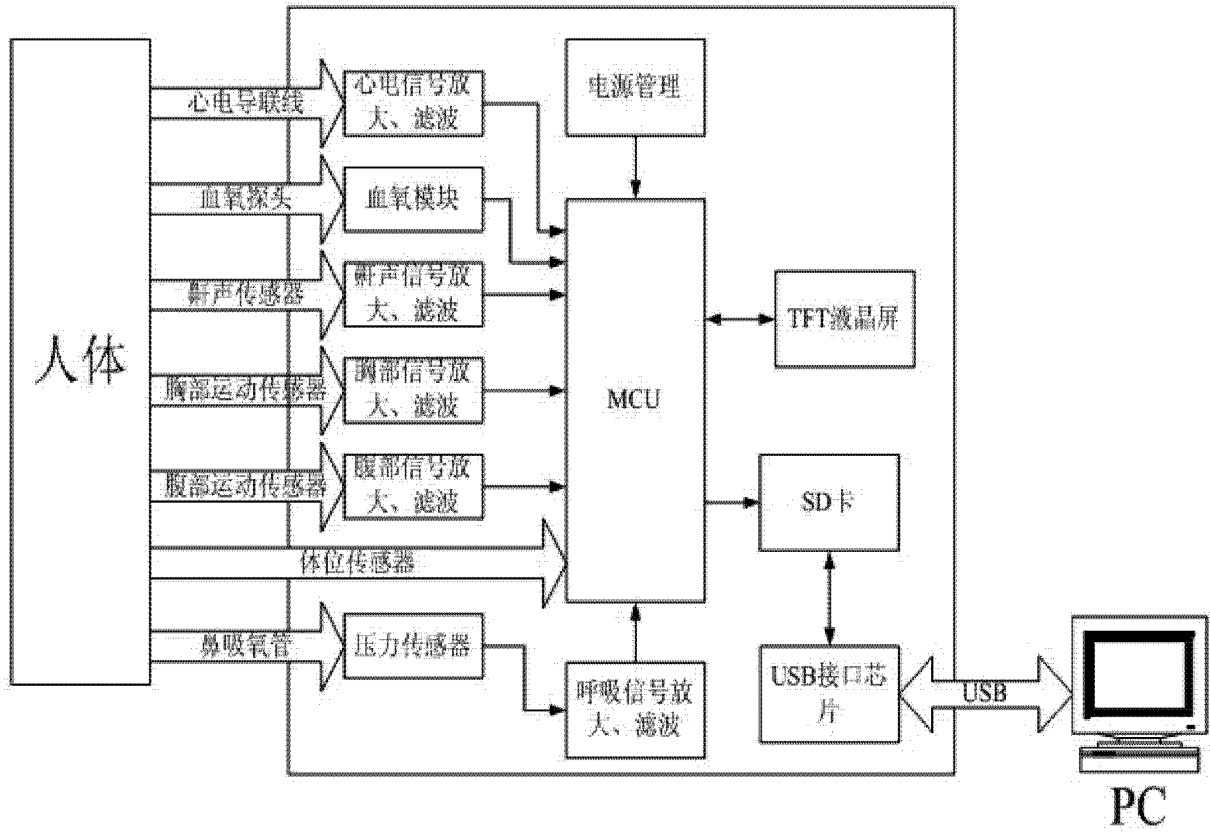 人体
心电导联线
心电信号放
大、滤波
电源管理
血氧探头
血氧模块
鼾声传感器
鼾声信号放
大、滤波
TFT液晶屏
胸部运动传感器
胸部信号放
大、滤波
MCU
腹部运动传感器
腹部信号放
大、滤波
SD卡
体位传感器
鼻吸氧管
压力传感器
呼吸信号放
大、滤波
USB接口芯
片
USB
PC